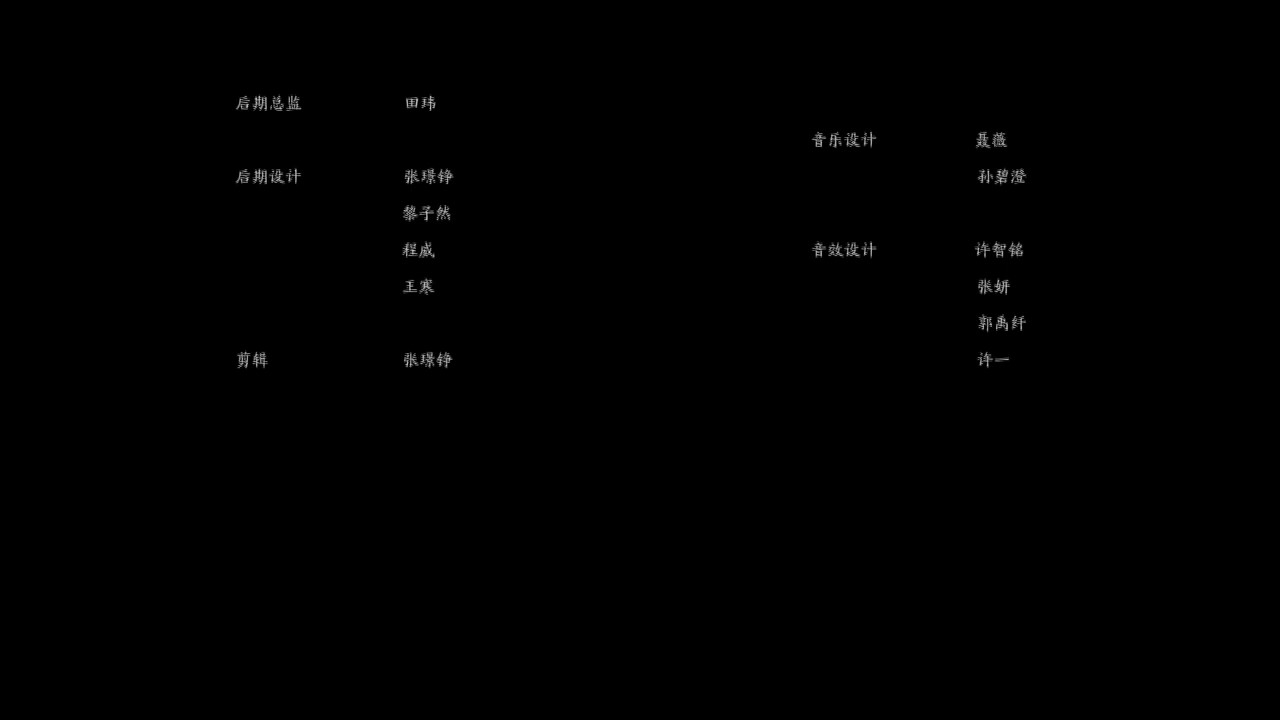 后期总监 田玮
后期设计 张璟铮
黎子然
程威
王寒
剪辑 张璟铮
音乐设计 聂薇
孙碧澄
音效设计 许智铭
张妍
郭禹纤
许一